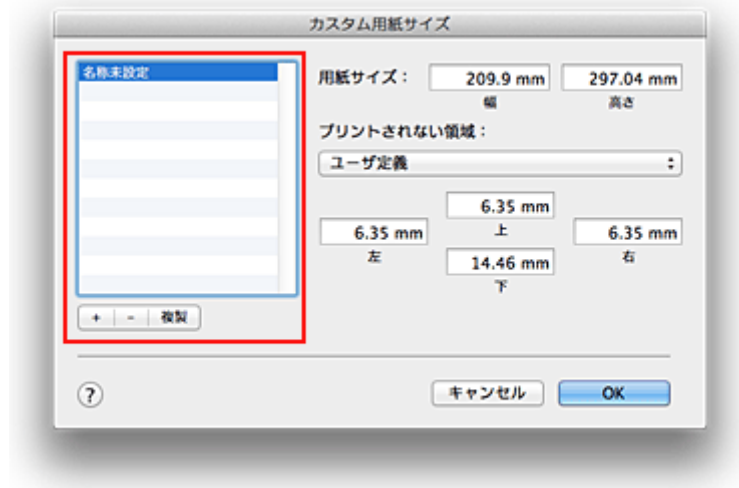 カスタム用紙サイズ
名称未設定
用紙サイズ： 209.9 mm 297.04 mm
幅 高さ
プリントされない領域：
ユーザ定義
6.35 mm
上
6.35 mm 6.35 mm
左 右
14.46 mm
下
+ - 複製
? キャンセル OK